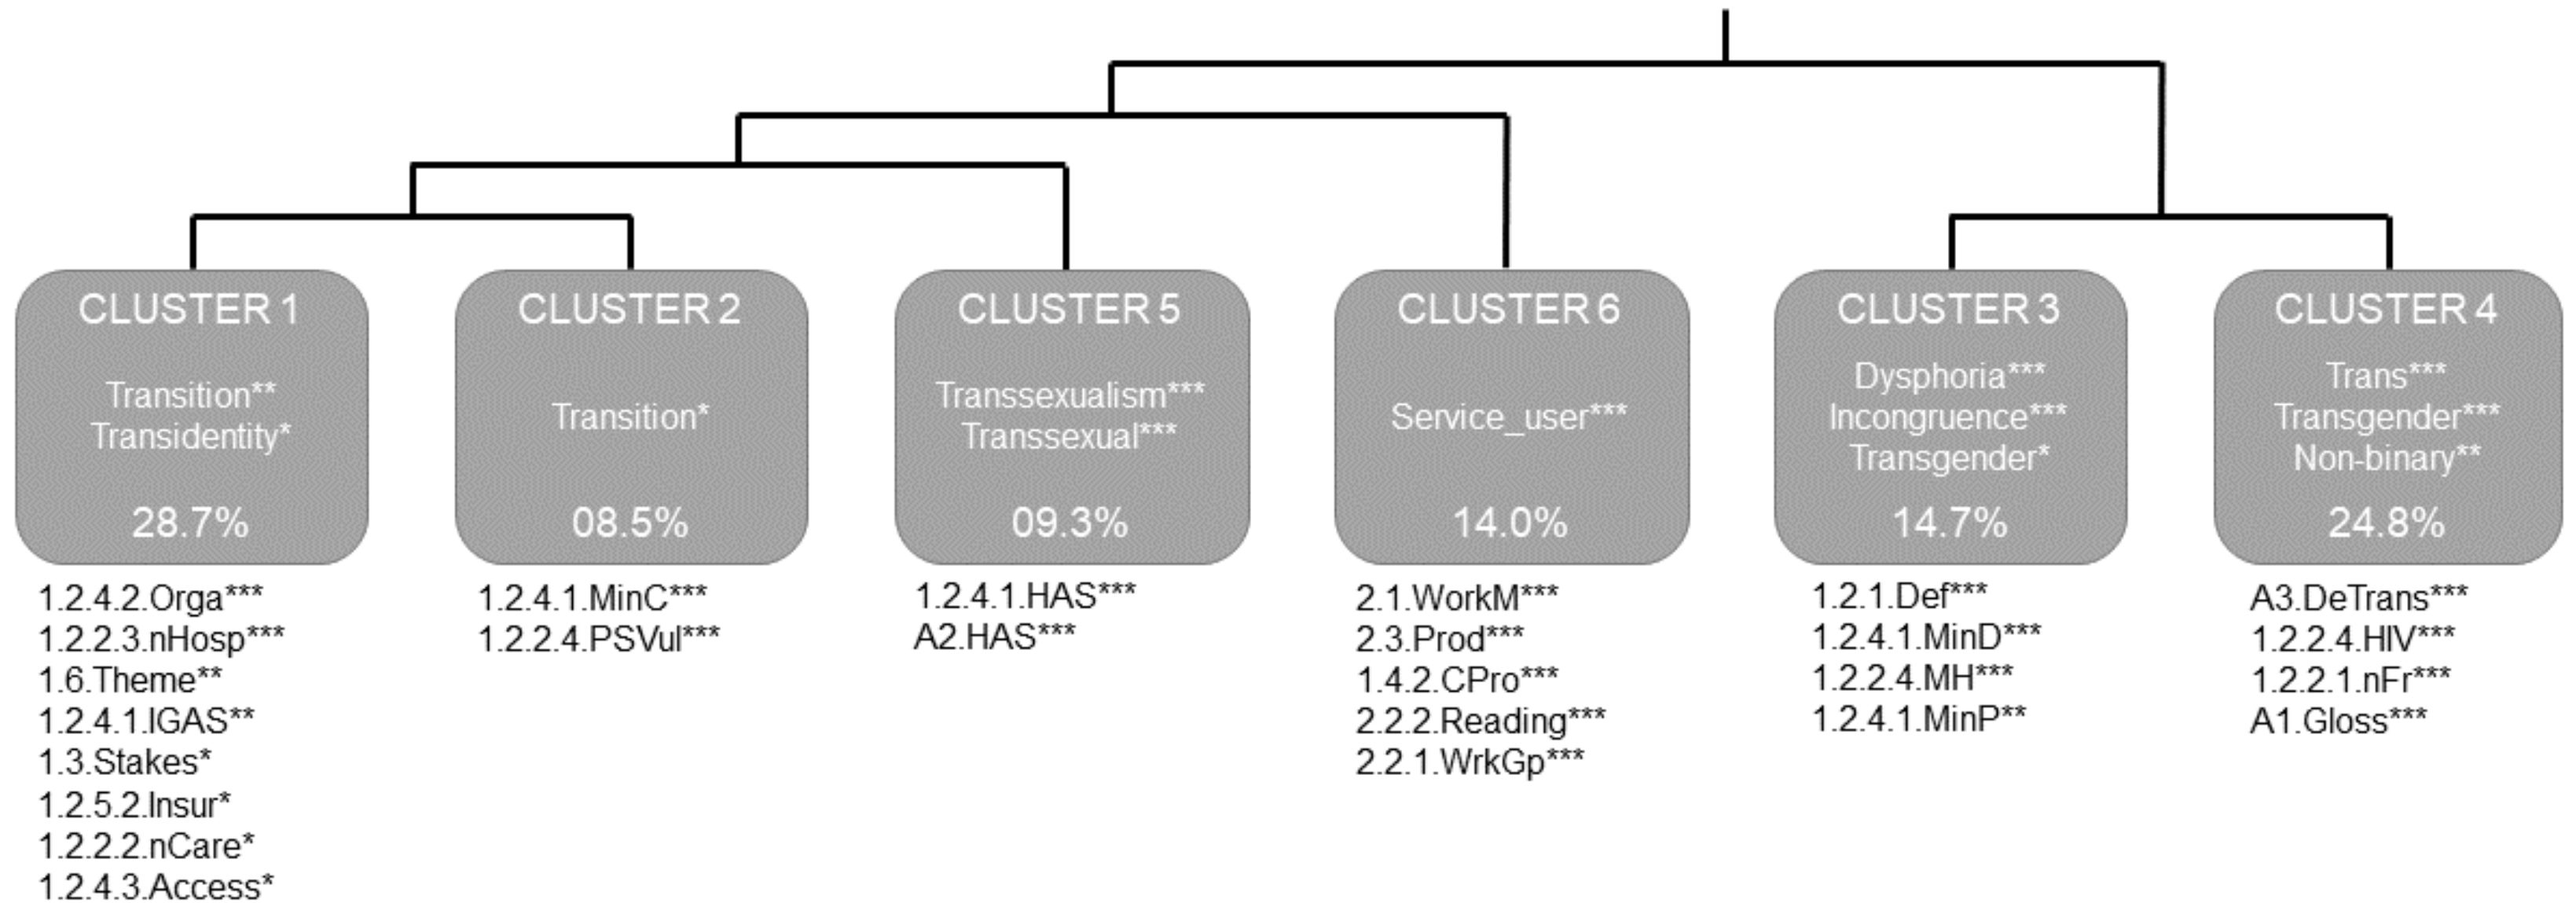 CLUSTER 1
Transition**
Transidentity*
28.7%
1.2.4.2.Orga***
1.2.2.3.nHosp***
1.6.Theme**
1.2.4.1.IGAS**
1.3.Stakes*
1.2.5.2.Insur*
1.2.2.2.nCare*
1.2.4.3.Access*
CLUSTER 2
Transition*
08.5%
1.2.4.1.MinC***
1.2.2.4.PSVul***
CLUSTER 5
Transsexualism***
Transsexual***
09.3%
1.2.4.1.HAS***
A2.HAS***
CLUSTER 6
Service_user***
14.0%
2.1.WorkM***
2.3.Prod***
1.4.2.CPro***
2.2.2.Reading***
2.2.1.WrkGp***
CLUSTER 3
Dysphoria***
Incongruence***
Transgender*
14.7%
1.2.1.Def***
1.2.4.1.MinD***
1.2.2.4.MH***
1.2.4.1.MinP**
CLUSTER 4
Trans***
Transgender***
Non-binary**
24.8%
A3.DeTrans***
1.2.2.4.HIV***
1.2.2.1.nFr***
A1.Gloss***